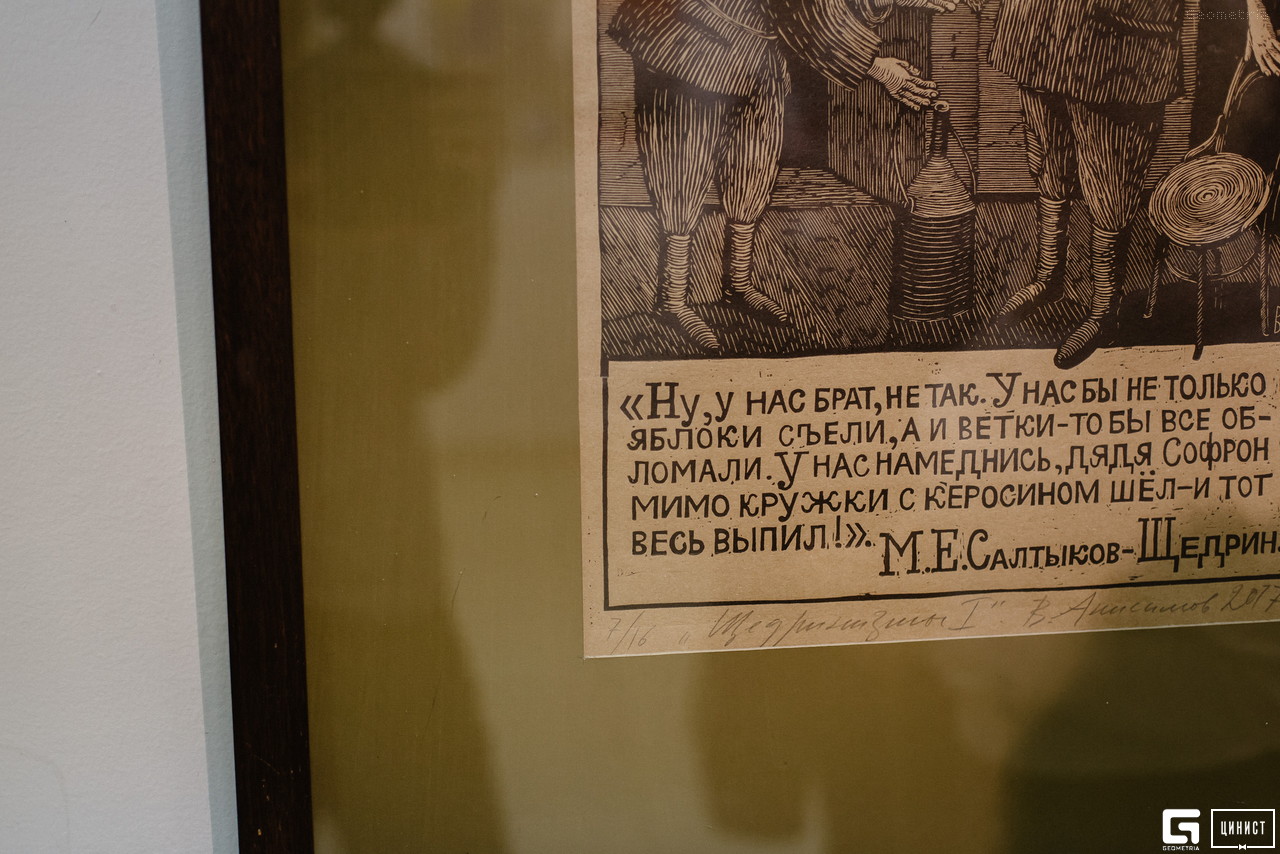 Geometria
«Ну, у нас брат, не так. У нас бы не только
яблоки съели, а и ветки-то бы все об-
ломали. У нас намеднись, дядя Софрон
мимо кружки с керосином шёл-и тот
весь выпил!».
М.Е.Салтыков-Щедрин.
7/16 „Щедринизмы I". В. Анисимов 2017
GEOMETRIA
ЦИНИСТ